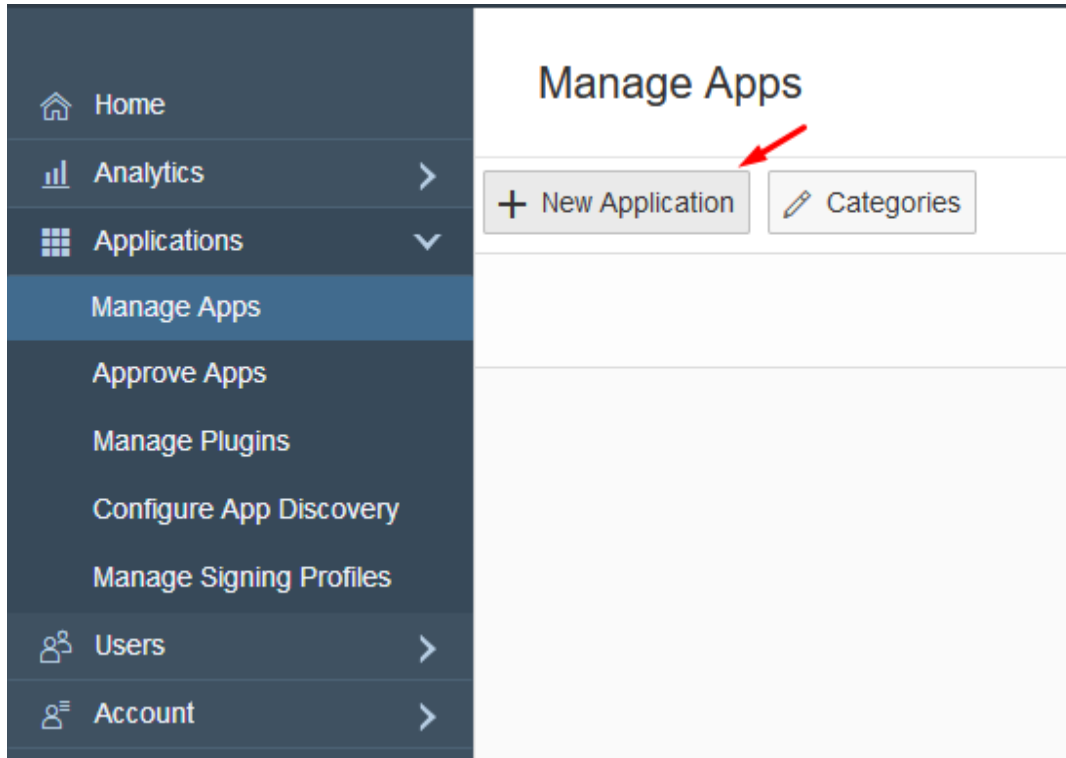 Home
Analytics
Applications
Manage Apps
Approve Apps
Manage Plugins
Configure App Discovery
Manage Signing Profiles
Users
Account
Manage Apps
New Application
Categories